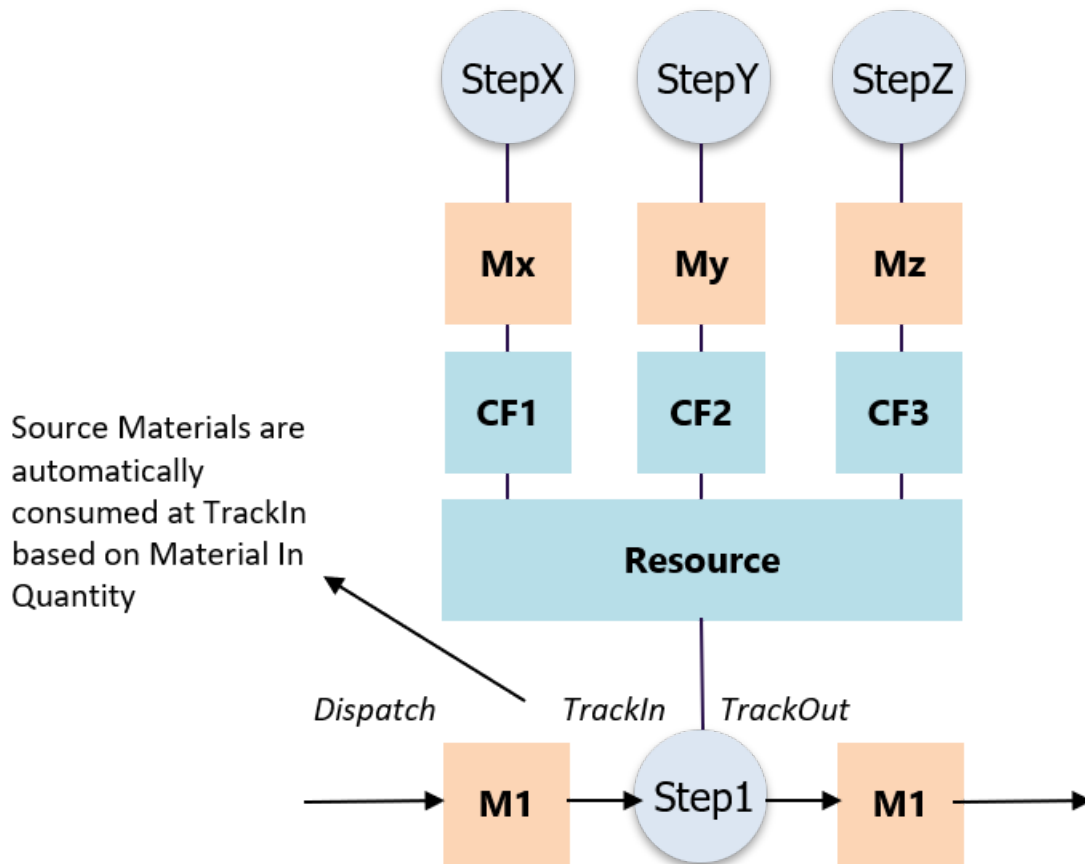 StepX
StepY
StepZ
Mx
My
Mz
CF1
CF2
CF3
Source Materials are
automatically
consumed at TrackIn
based on Material In
Quantity
Resource
Dispatch
TrackIn
TrackOut
M1
Step1
M1